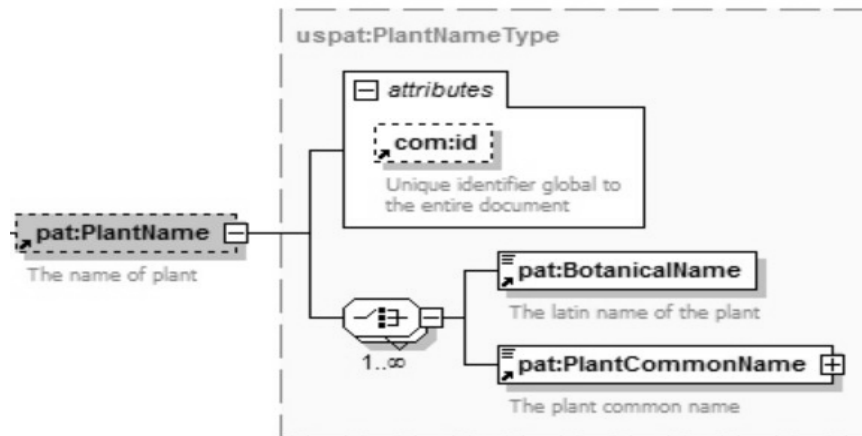 uspat:PlantNameType
attributes
com:id
Unique identifier global to
the entire document
pat:PlantName
The name of plant
1..∞
pat:BotanicalName
The latin name of the plant
pat:PlantCommonName
The plant common name